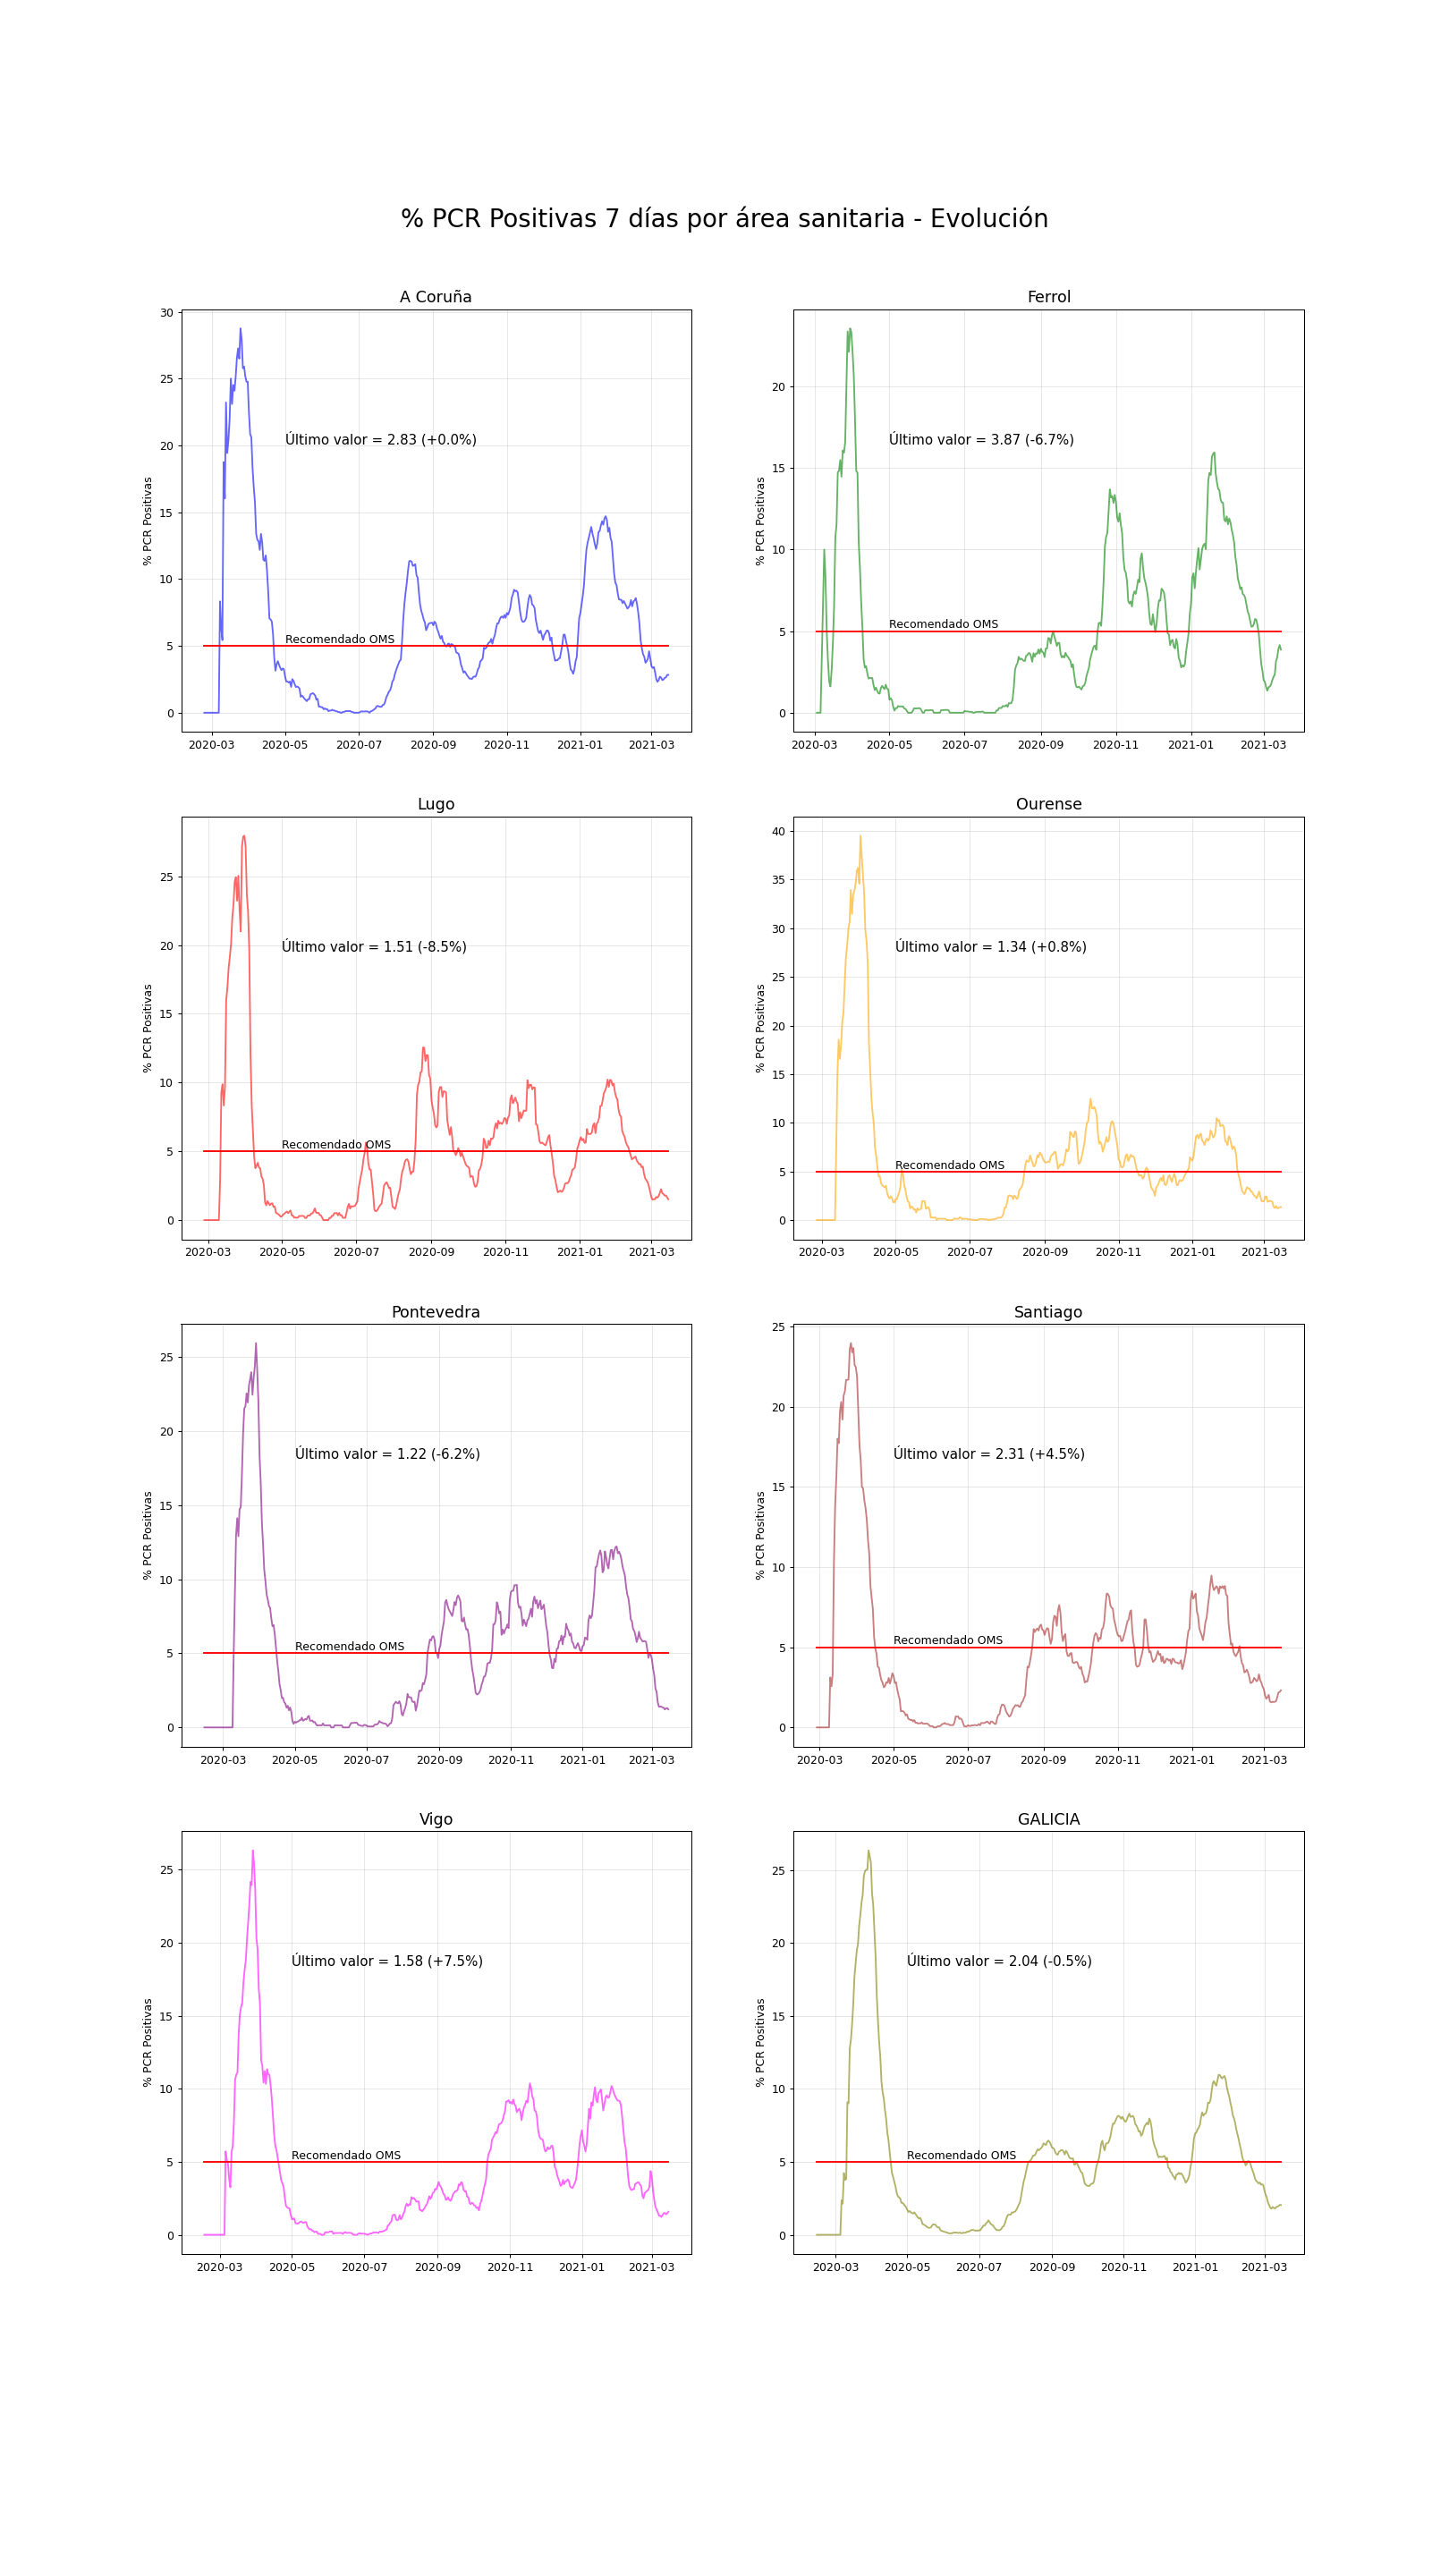 % PCR Positivas 7 días por área sanitaria - Evolución
A Coruña
30
25
20
15
10
5
0
% PCR Positivas
Último valor = 2.83 (+0.0%)
Recomendado OMS
2020-03 2020-05 2020-07 2020-09 2020-11 2021-01 2021-03
Ferrol
20
15
10
5
0
% PCR Positivas
Último valor = 3.87 (-6.7%)
Recomendado OMS
2020-03 2020-05 2020-07 2020-09 2020-11 2021-01 2021-03
Lugo
25
20
15
10
5
0
% PCR Positivas
Último valor = 1.51 (-8.5%)
Recomendado OMS
2020-03 2020-05 2020-07 2020-09 2020-11 2021-01 2021-03
Ourense
40
35
30
25
20
15
10
5
0
% PCR Positivas
Último valor = 1.34 (+0.8%)
Recomendado OMS
2020-03 2020-05 2020-07 2020-09 2020-11 2021-01 2021-03
Pontevedra
25
20
15
10
5
0
% PCR Positivas
Último valor = 1.22 (-6.2%)
Recomendado OMS
2020-03 2020-05 2020-07 2020-09 2020-11 2021-01 2021-03
Santiago
25
20
15
10
5
0
% PCR Positivas
Último valor = 2.31 (+4.5%)
Recomendado OMS
2020-03 2020-05 2020-07 2020-09 2020-11 2021-01 2021-03
Vigo
25
20
15
10
5
0
% PCR Positivas
Último valor = 1.58 (+7.5%)
Recomendado OMS
2020-03 2020-05 2020-07 2020-09 2020-11 2021-01 2021-03
GALICIA
25
20
15
10
5
0
% PCR Positivas
Último valor = 2.04 (-0.5%)
Recomendado OMS
2020-03 2020-05 2020-07 2020-09 2020-11 2021-01 2021-03